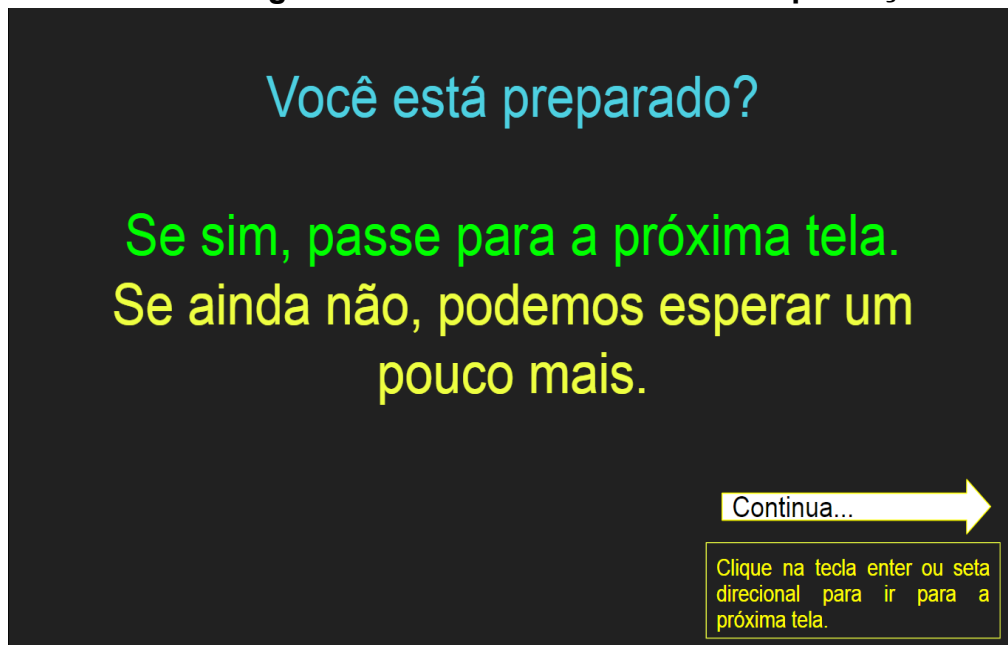 Você está preparado?
Se sim, passe para a próxima tela.
Se ainda não, podemos esperar um
pouco mais.
Continua...
Clique na tecla enter ou seta
direcional para ir para a
próxima tela.